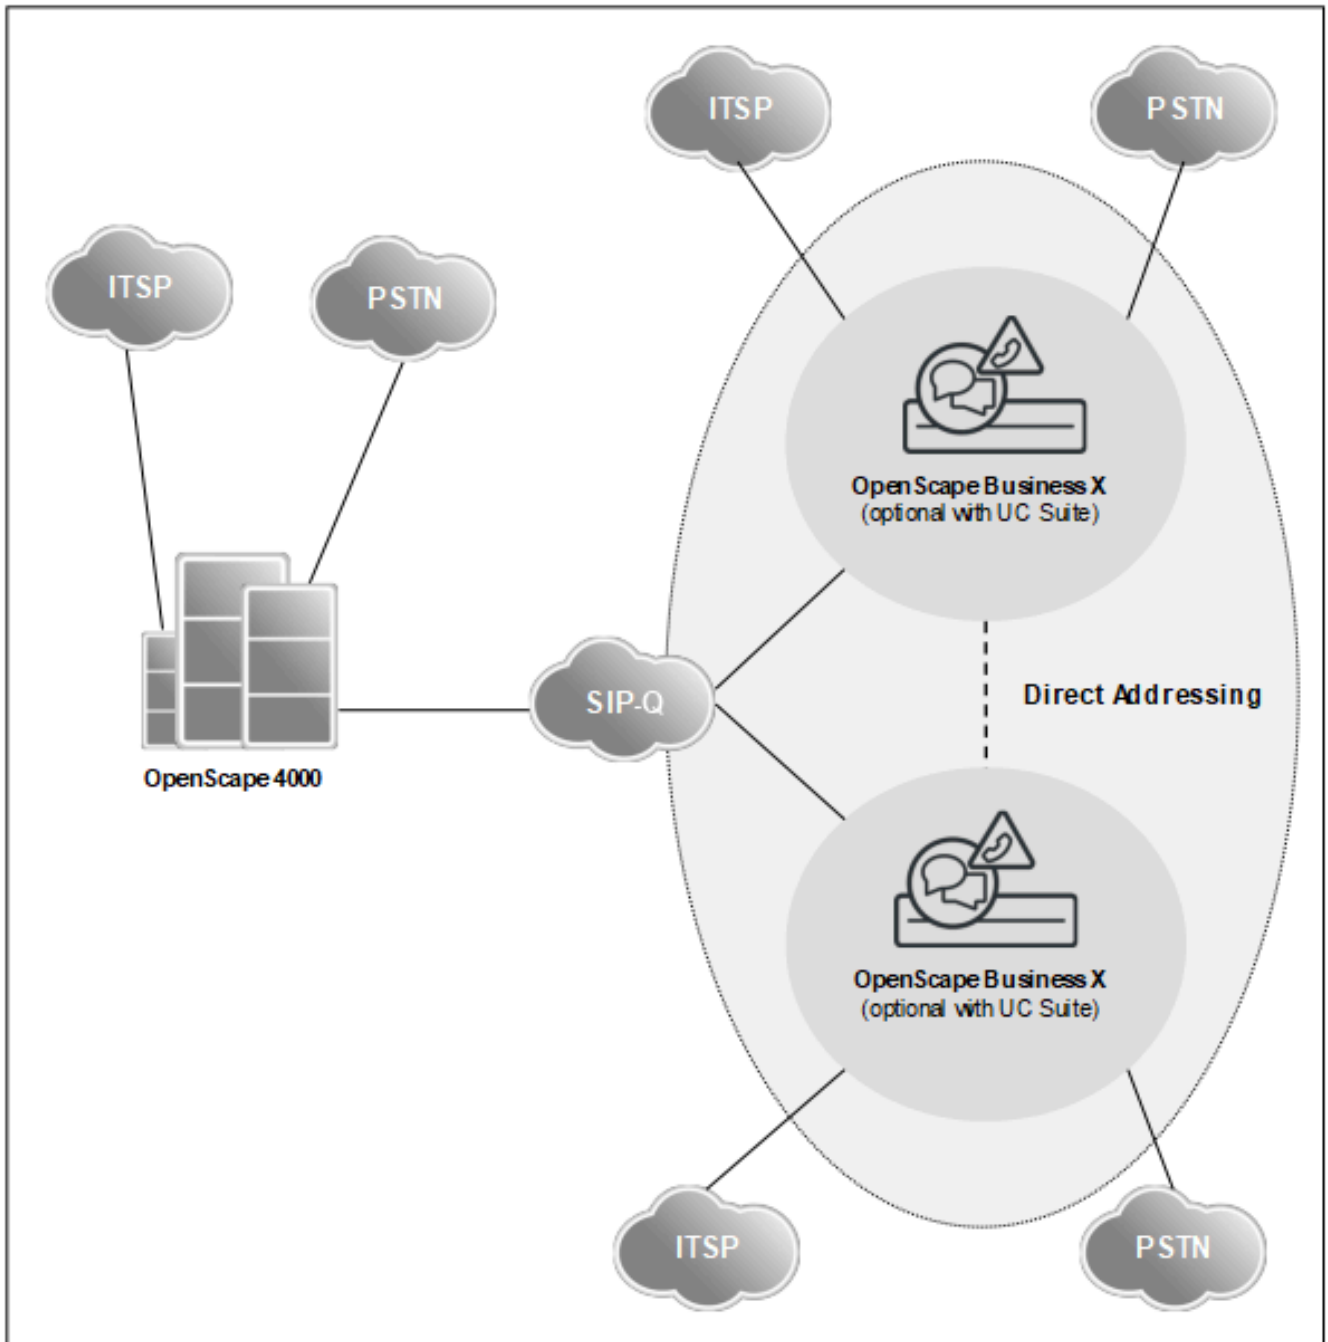 ITSP
PSTN
ITSP
PSTN
OpenScape Business X
(optional with UC Suite)
SIP-Q
Direct Addressing
OpenScape 4000
OpenScape Business X
(optional with UC Suite)
ITSP
PSTN